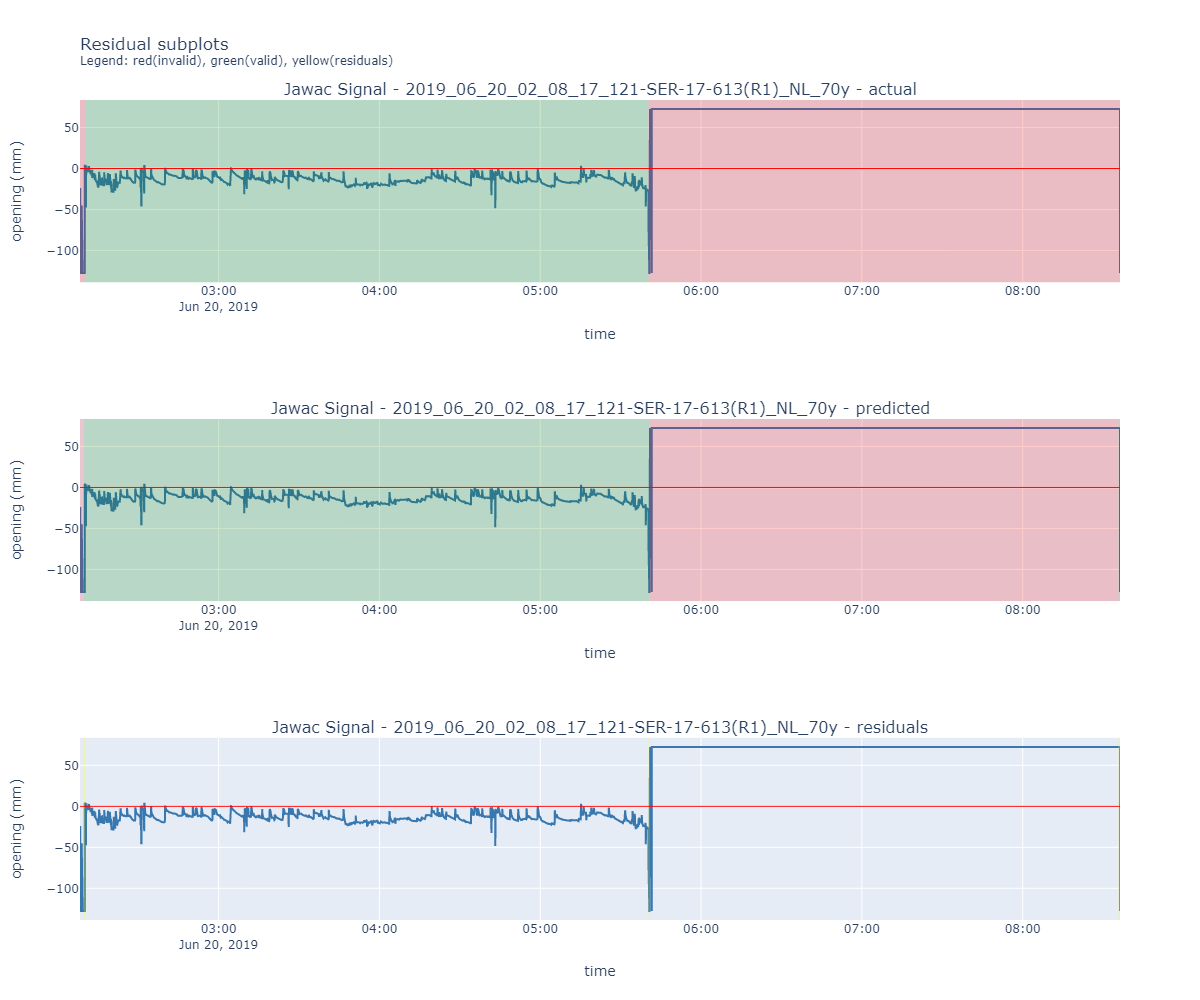 Residual subplots
Legend: red(invalid), green(valid), yellow(residuals)
Jawac Signal - 2019_06_20_02_08_17_121-SER-17-613(R1)_NL_70y - actual
opening (mm)
50
0
−50
−100
03:00
04:00
05:00
06:00
07:00
08:00
Jun 20, 2019
time
Jawac Signal - 2019_06_20_02_08_17_121-SER-17-613(R1)_NL_70y - predicted
opening (mm)
50
0
−50
−100
03:00
04:00
05:00
06:00
07:00
08:00
Jun 20, 2019
time
Jawac Signal - 2019_06_20_02_08_17_121-SER-17-613(R1)_NL_70y - residuals
opening (mm)
50
0
−50
−100
03:00
04:00
05:00
06:00
07:00
08:00
Jun 20, 2019
time